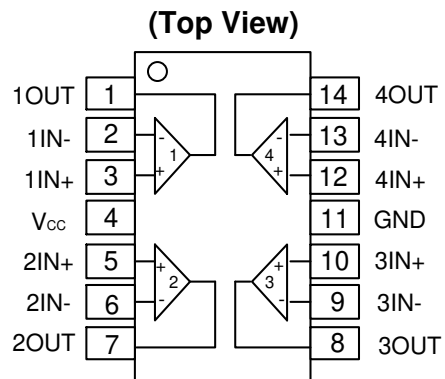 (Top View)
1OUT 1 14 4OUT
1IN- 2 - - 13 4IN-
1 4
1IN+ 3 + + 12 4IN+
Vcc 4 11 GND
2IN+ 5 + + 10 3IN+
2 3
2IN- 6 - - 9 3IN-
2OUT 7 8 3OUT